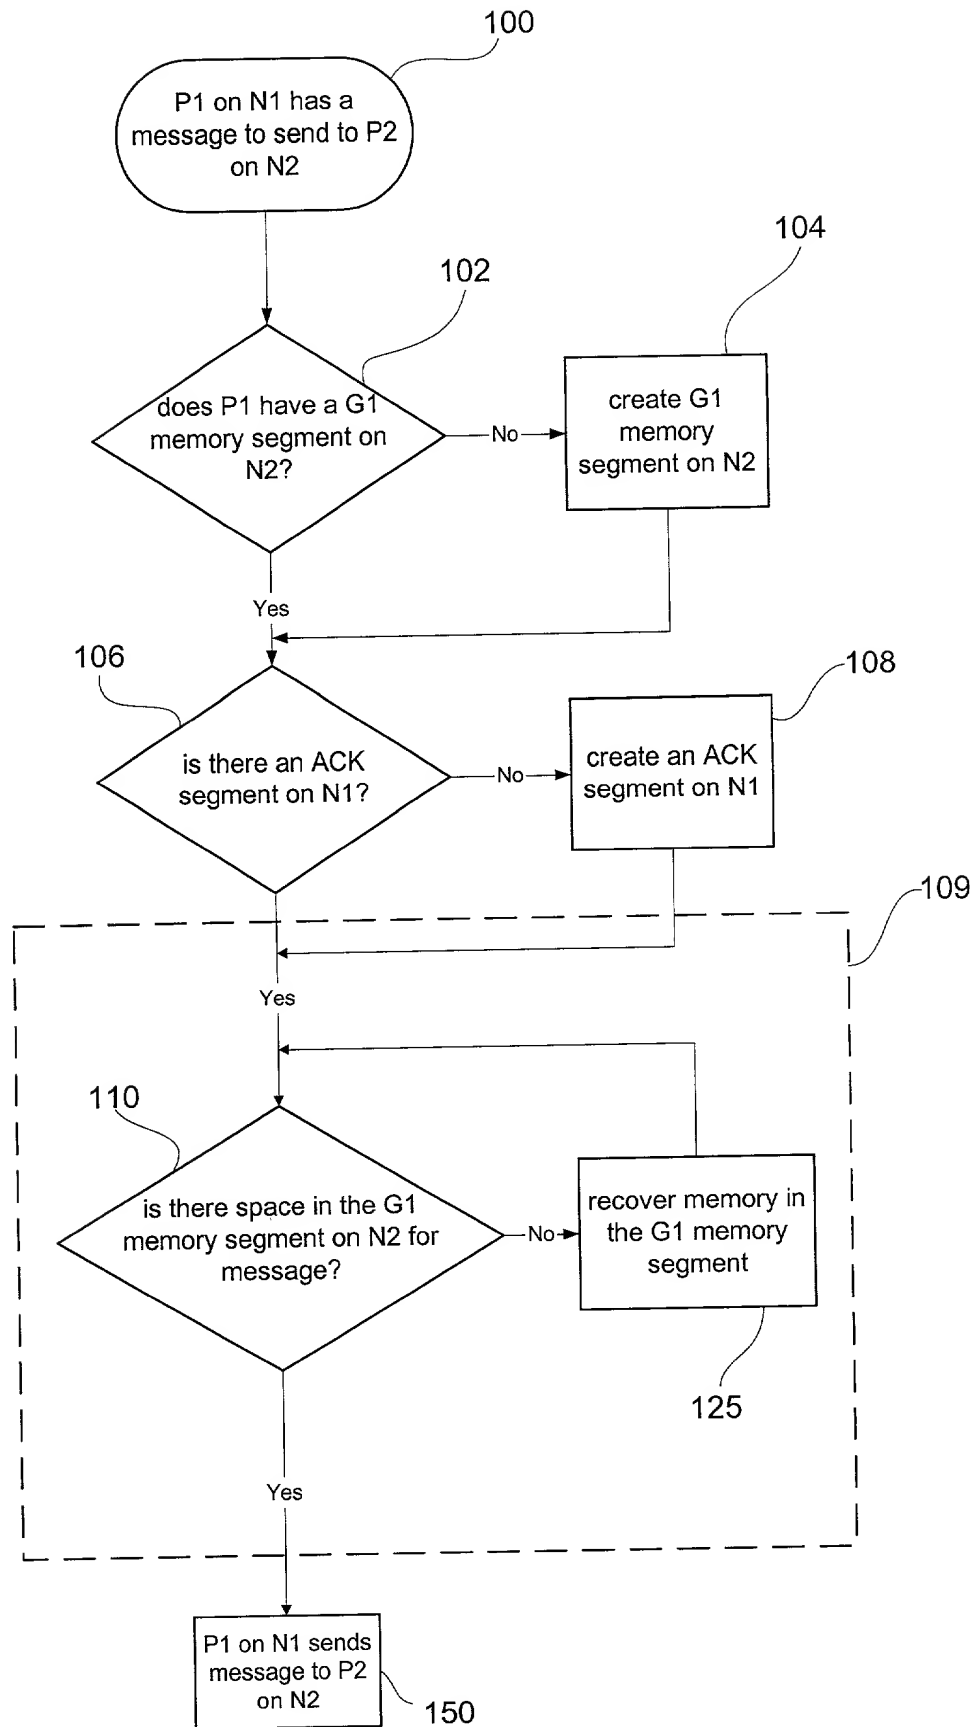 100
P1 on N1 has a
message to send to P2
on N2
102
104
does P1 have a G1
memory segment on
N2?
No
create G1
memory
segment on N2
Yes
106
108
is there an ACK
segment on N1?
No
create an ACK
segment on N1
109
Yes
110
is there space in the G1
memory segment on N2 for
message?
No
recover memory in
the G1 memory
segment
125
Yes
P1 on N1 sends
message to P2
on N2
150